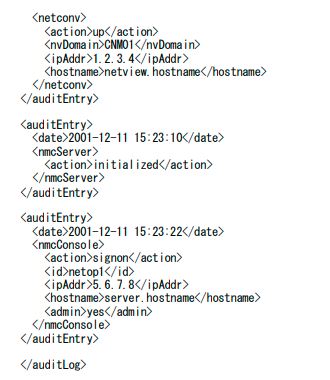 <netconv>
<action>up</action>
<nvDomain>CNM01</nvDomain>
<ipAddr>1.2.3.4</ipAddr>
<hostname>netview.hostname</hostname>
</netconv>
</auditEntry>
<auditEntry>
<date>2001-12-11 15:23:10</date>
<nmcServer>
<action>initialized</action>
</nmcServer>
</auditEntry>
<auditEntry>
<date>2001-12-11 15:23:22</date>
<nmcConsole>
<action>signon</action>
<id>netop1</id>
<ipAddr>5.6.7.8</ipAddr>
<hostname>server.hostname</hostname>
<admin>yes</admin>
</nmcConsole>
</auditEntry>
</auditLog>